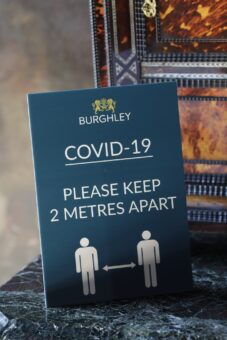 BURGHLEY
COVID-19
PLEASE KEEP
2 METRES APART